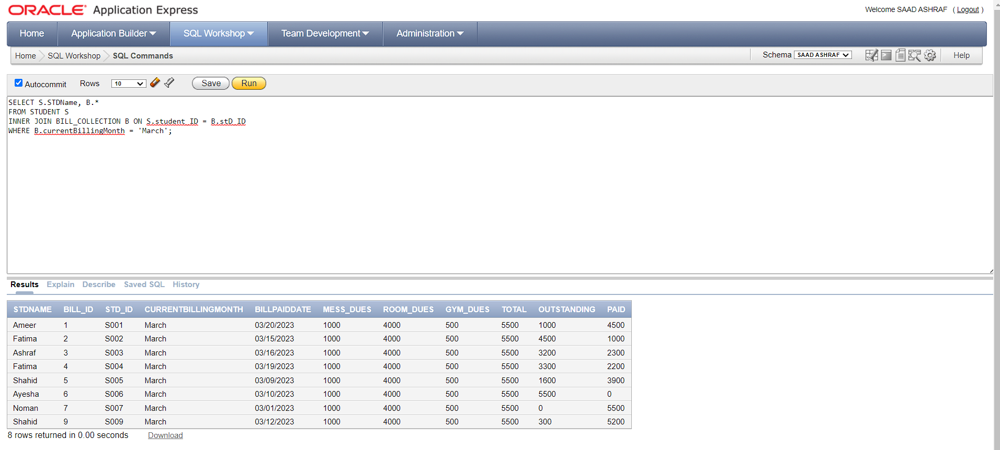 ORACLE Application Express
Welcome SAAD ASHRAF ( Logout )
Home Application Builder SQL Workshop Team Development Administration
Home SQL Workshop SQL Commands Schema SAAD ASHRAF Help
Autocommit Rows 10 Save Run
SELECT S.STDName, B.*
FROM STUDENT S
INNER JOIN BILL_COLLECTION B ON S.student_ID = B.stD_ID
WHERE B.currentBillingMonth = 'March';
Results Explain Describe Saved SQL History
STDNAME BILL_ID STD_ID CURRENTBILLINGMONTH BILLPAIDDATE MESS_DUES ROOM_DUES GYM_DUES TOTAL OUTSTANDING PAID
Ameer 1 S001 March 03/20/2023 1000 4000 500 5500 1000 4500
Fatima 2 S002 March 03/15/2023 1000 4000 500 5500 4500 1000
Ashraf 3 S003 March 03/16/2023 1000 4000 500 5500 3200 2300
Fatima 4 S004 March 03/19/2023 1000 4000 500 5500 3300 2200
Shahid 5 S005 March 03/09/2023 1000 4000 500 5500 1600 3900
Ayesha 6 S006 March 03/10/2023 1000 4000 500 5500 5500 0
Noman 7 S007 March 03/01/2023 1000 4000 500 5500 0 5500
Shahid 9 S009 March 03/12/2023 1000 4000 500 5500 300 5200
8 rows returned in 0.00 seconds Download